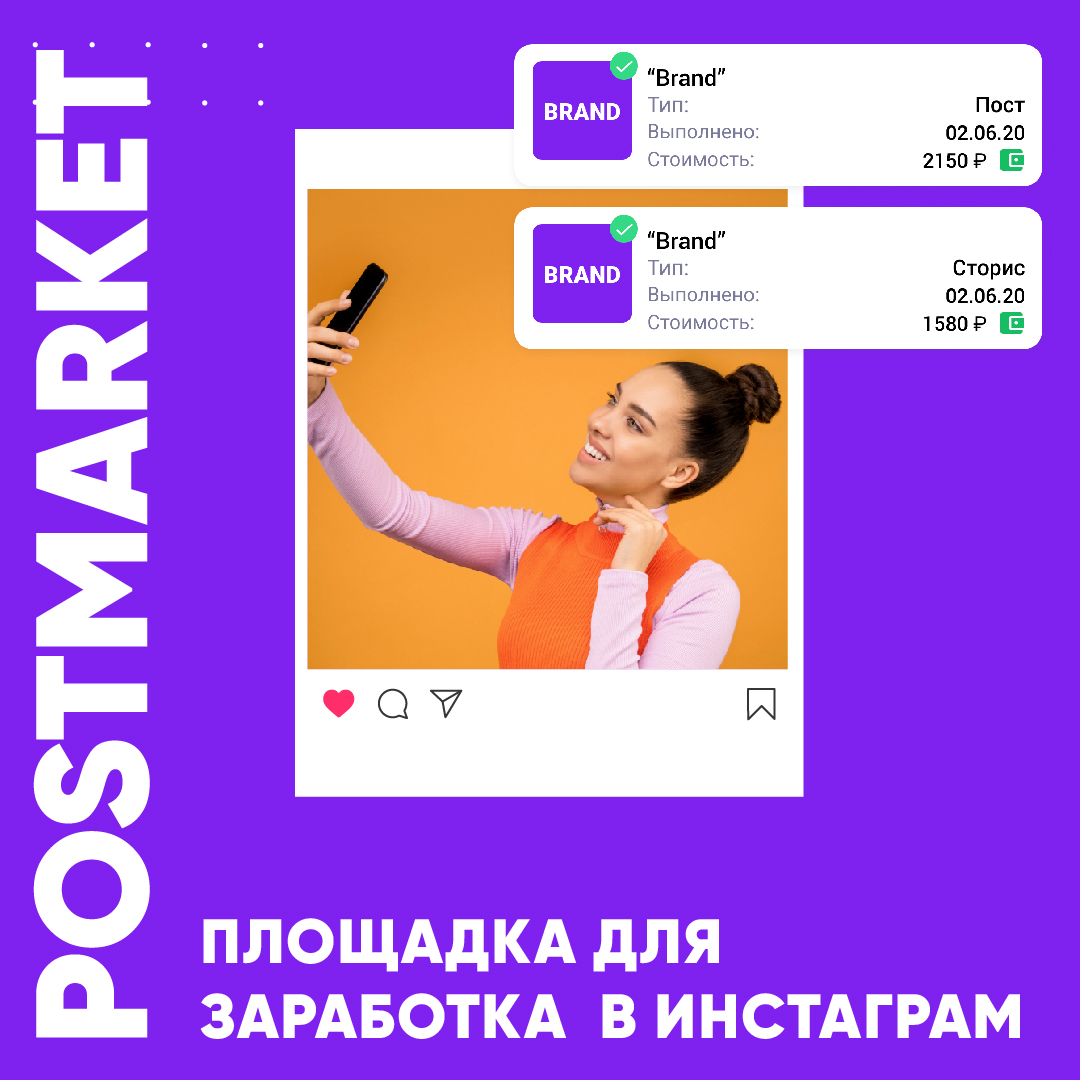 POSTMARKET
BRAND
“Brand”
Тип: Пост
Выполнено: 02.06.20
Стоимость: 2150 ₽
BRAND
“Brand”
Тип: Сторис
Выполнено: 02.06.20
Стоимость: 1580 ₽
ПЛОЩАДКА ДЛЯ
ЗАРАБОТКА В ИНСТАГРАМ